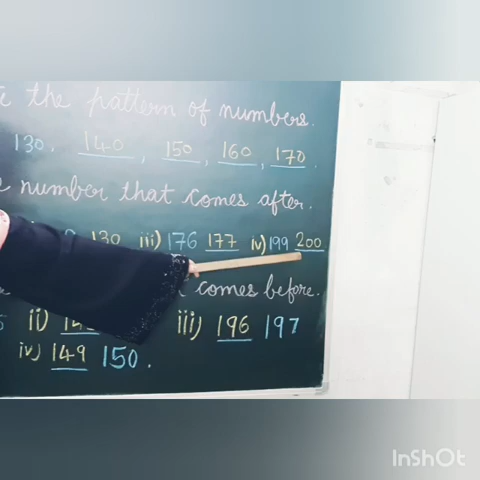 the pattern of numbers.
130, 140, 150, 160, 170.
number that comes after.
130 iii) 176 177 iv) 199 200
comes before.
ii) iii) 196 197
iv) 149 150.
InShOt